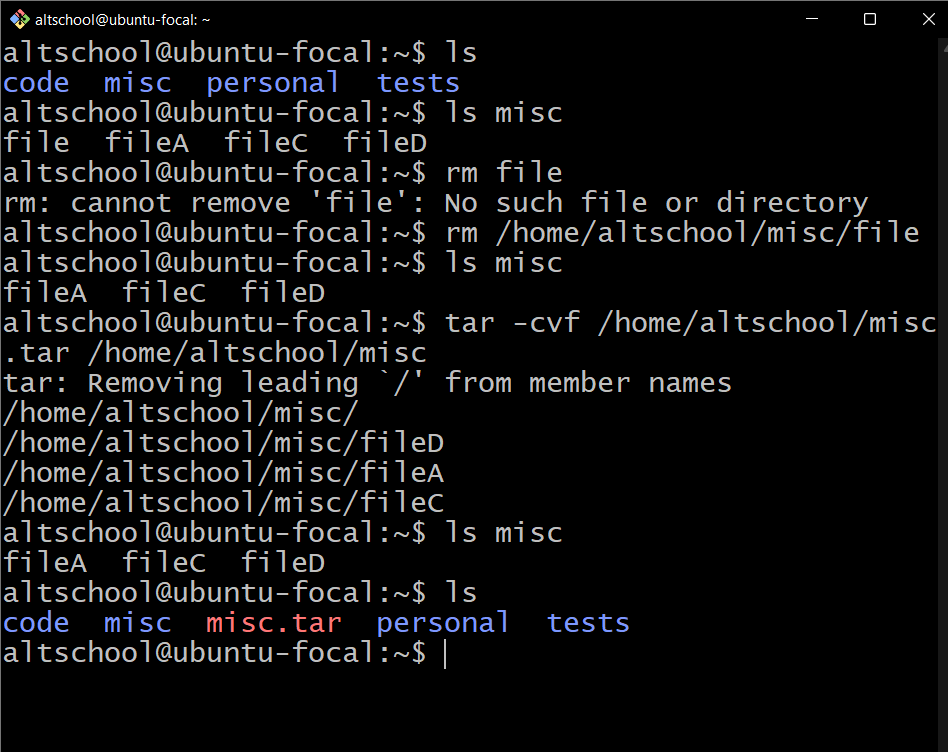 altschool@ubuntu-focal: ~
altschool@ubuntu-focal:~$ ls
code  misc  personal  tests
altschool@ubuntu-focal:~$ ls misc
file  fileA  fileC  fileD
altschool@ubuntu-focal:~$ rm file
rm: cannot remove 'file': No such file or directory
altschool@ubuntu-focal:~$ rm /home/altschool/misc/file
altschool@ubuntu-focal:~$ ls misc
fileA  fileC  fileD
altschool@ubuntu-focal:~$ tar -cvf /home/altschool/misc
.tar /home/altschool/misc
tar: Removing leading `/' from member names
/home/altschool/misc/
/home/altschool/misc/fileD
/home/altschool/misc/fileA
/home/altschool/misc/fileC
altschool@ubuntu-focal:~$ ls misc
fileA  fileC  fileD
altschool@ubuntu-focal:~$ ls
code  misc  misc.tar  personal  tests
altschool@ubuntu-focal:~$